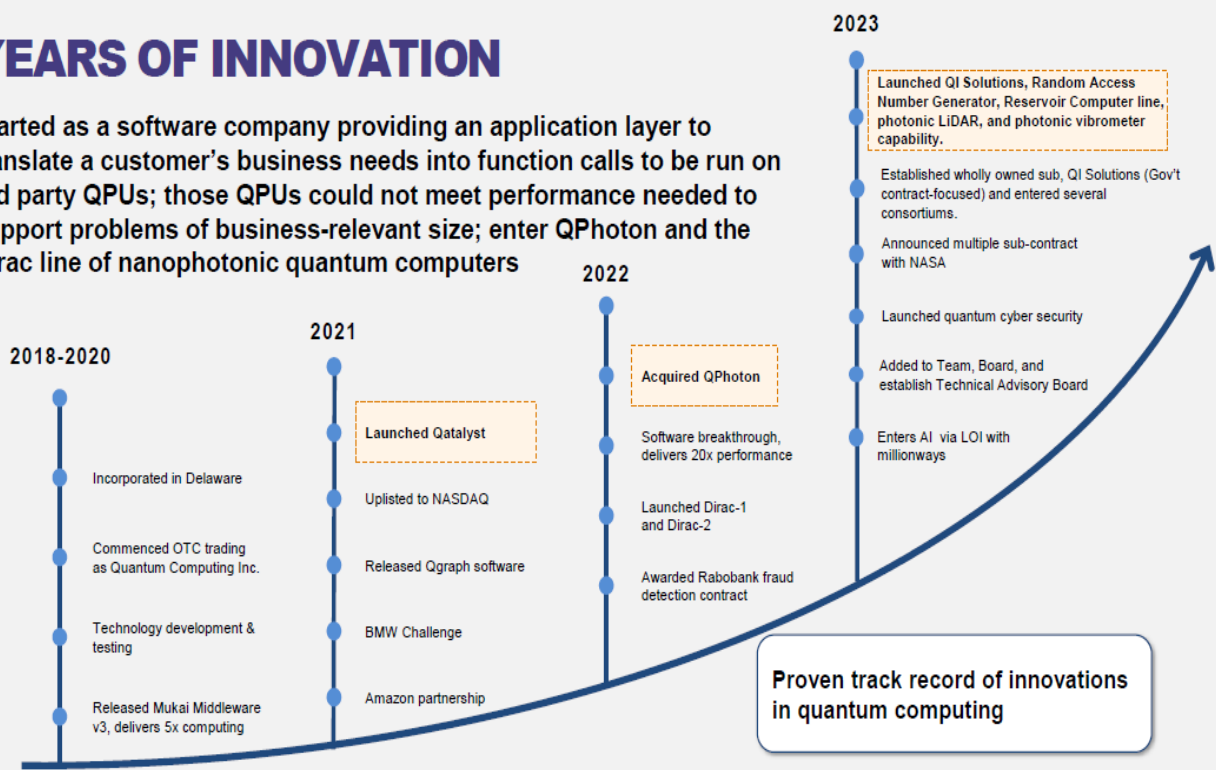 YEARS OF INNOVATION
arted as a software company providing an application layer to
anslate a customer's business needs into function calls to be run on
d party QPUs; those QPUs could not meet performance needed to
pport problems of business-relevant size; enter QPhoton and the
rac line of nanophotonic quantum computers
2018-2020
Incorporated in Delaware
Commenced OTC trading
as Quantum Computing Inc.
Technology development &
testing
Released Mukai Middleware
v3, delivers 5x computing
2021
Launched Qatalyst
Uplisted to NASDAQ
Released Qgraph software
BMW Challenge
Amazon partnership
2022
Acquired QPhoton
Software breakthrough,
delivers 20x performance
Launched Dirac-1
and Dirac-2
Awarded Rabobank fraud
detection contract
2023
Launched QI Solutions, Random Access
Number Generator, Reservoir Computer line,
photonic LiDAR, and photonic vibrometer
capability.
Established wholly owned sub, QI Solutions (Gov't
contract-focused) and entered several
consortiums.
Announced multiple sub-contract
with NASA
Launched quantum cyber security
Added to Team, Board, and
establish Technical Advisory Board
Enters AI via LOI with
millionways
Proven track record of innovations
in quantum computing